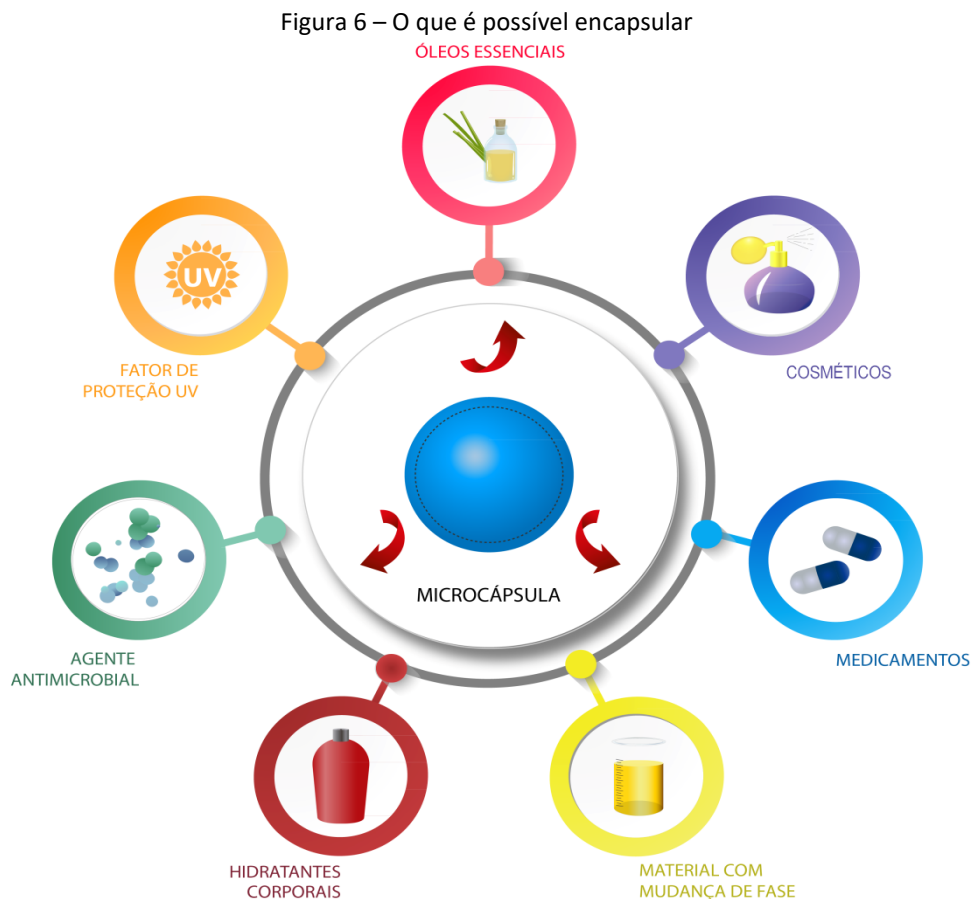 Figura 6 – O que é possível encapsular
ÓLEOS ESSENCIAIS
UV
FATOR DE
PROTEÇÃO UV
COSMÉTICOS
MICROCÁPSULA
AGENTE
ANTIMICROBIAL
MEDICAMENTOS
HIDRATANTES
CORPORAIS
MATERIAL COM
MUDANÇA DE FASE